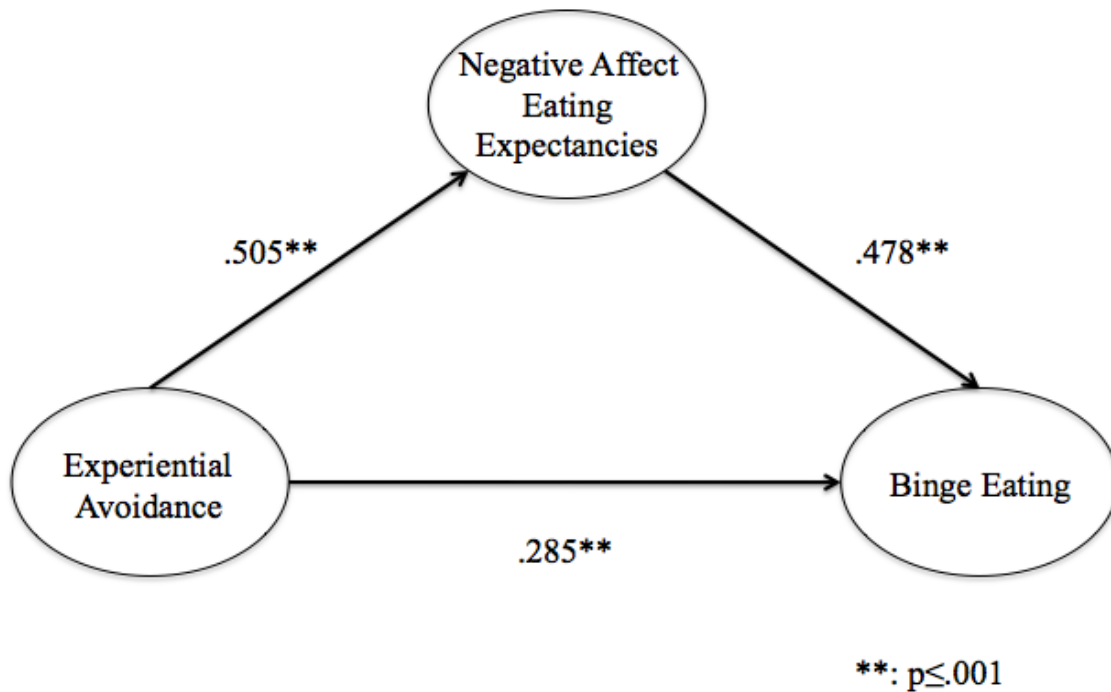 Negative Affect
Eating
Expectancies
.505**
.478**
Experiential
Avoidance
Binge Eating
.285**
**: p≤.001